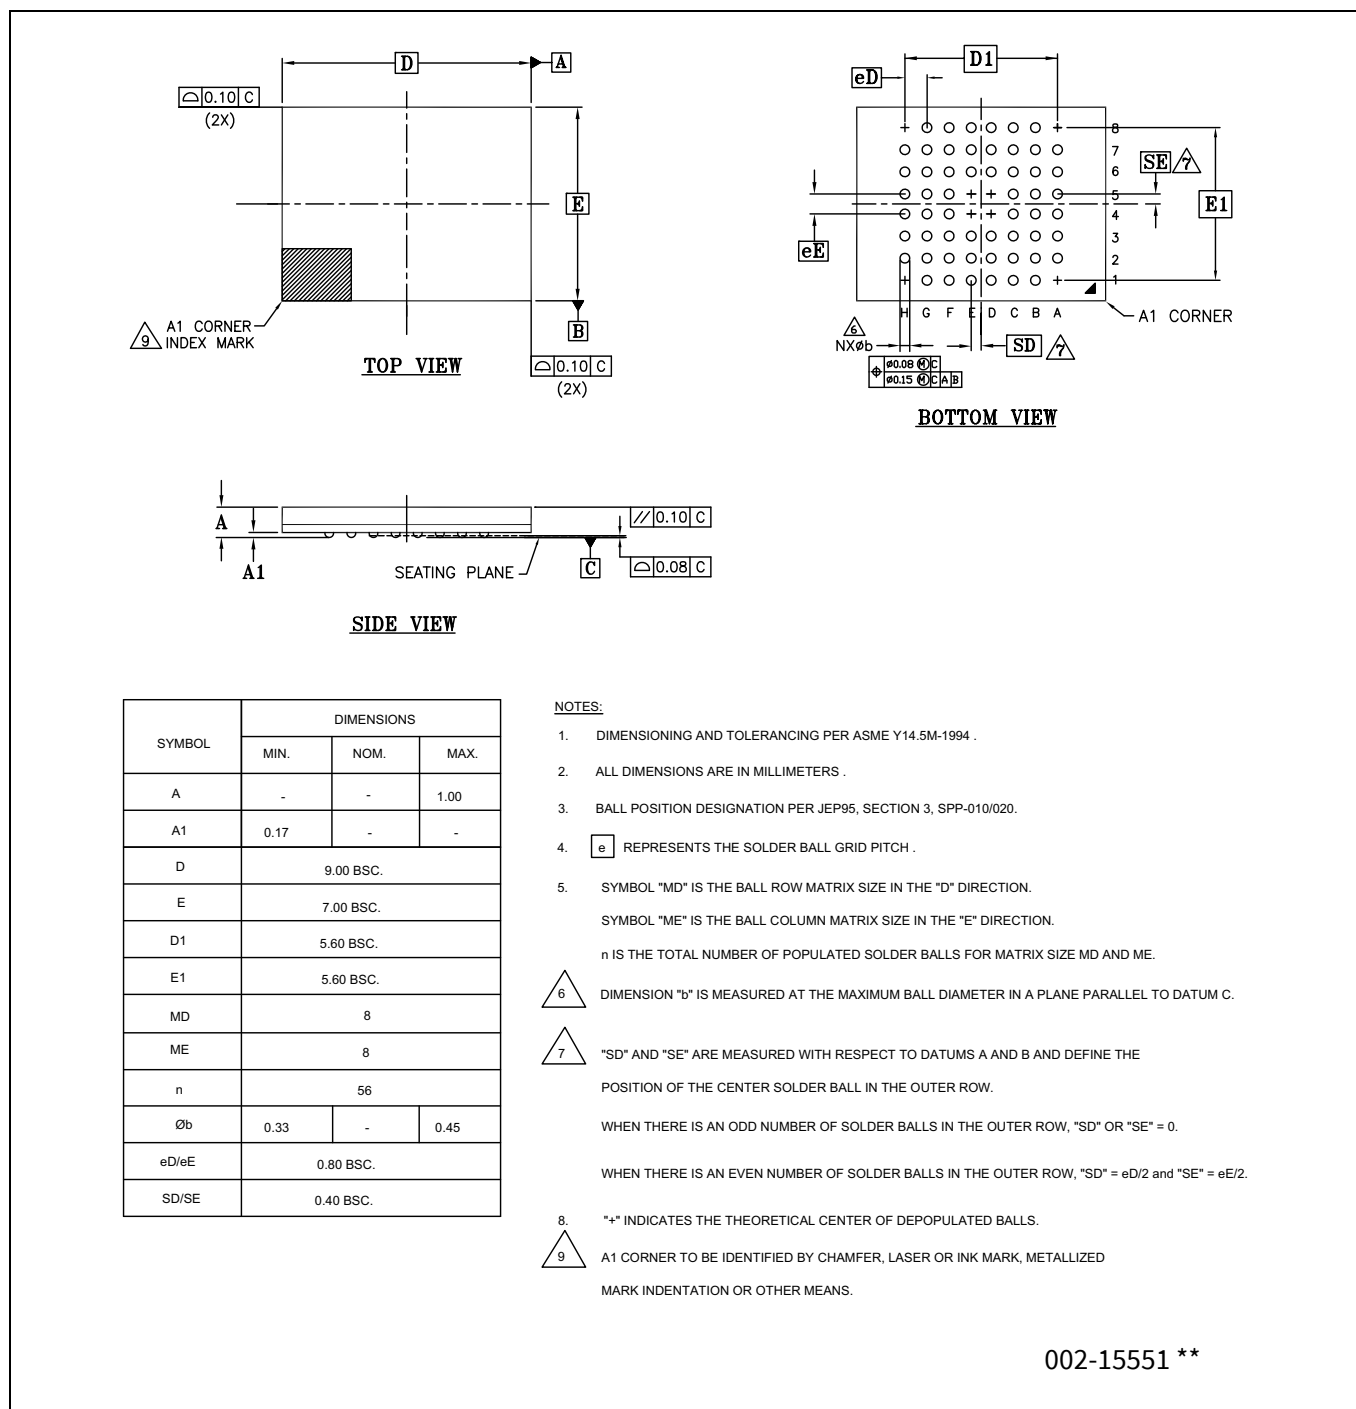 D
A
⌓ 0.10 C
(2X)
E
9
A1 CORNER
INDEX MARK
B
TOP VIEW
⌓ 0.10 C
(2X)
D1
eD
8
7
6
5
4
3
2
1
SE 7
E1
eE
H G F E D C B A
A1 CORNER
6
NXøb
SD 7
⌖ ø0.08 Ⓜ C
ø0.15 Ⓜ C A B
BOTTOM VIEW
A
A1
// 0.10 C
SEATING PLANE
C
⌓ 0.08 C
SIDE VIEW
SYMBOL DIMENSIONS
MIN. NOM. MAX.
A - - 1.00
A1 0.17 - -
D 9.00 BSC.
E 7.00 BSC.
D1 5.60 BSC.
E1 5.60 BSC.
MD 8
ME 8
n 56
Øb 0.33 - 0.45
eD/eE 0.80 BSC.
SD/SE 0.40 BSC.
NOTES:
1. DIMENSIONING AND TOLERANCING PER ASME Y14.5M-1994 .
2. ALL DIMENSIONS ARE IN MILLIMETERS .
3. BALL POSITION DESIGNATION PER JEP95, SECTION 3, SPP-010/020.
4. e REPRESENTS THE SOLDER BALL GRID PITCH .
5. SYMBOL "MD" IS THE BALL ROW MATRIX SIZE IN THE "D" DIRECTION.
SYMBOL "ME" IS THE BALL COLUMN MATRIX SIZE IN THE "E" DIRECTION.
n IS THE TOTAL NUMBER OF POPULATED SOLDER BALLS FOR MATRIX SIZE MD AND ME.
6 DIMENSION "b" IS MEASURED AT THE MAXIMUM BALL DIAMETER IN A PLANE PARALLEL TO DATUM C.
7 "SD" AND "SE" ARE MEASURED WITH RESPECT TO DATUMS A AND B AND DEFINE THE
POSITION OF THE CENTER SOLDER BALL IN THE OUTER ROW.
WHEN THERE IS AN ODD NUMBER OF SOLDER BALLS IN THE OUTER ROW, "SD" OR "SE" = 0.
WHEN THERE IS AN EVEN NUMBER OF SOLDER BALLS IN THE OUTER ROW, "SD" = eD/2 and "SE" = eE/2.
8. "+" INDICATES THE THEORETICAL CENTER OF DEPOPULATED BALLS.
9 A1 CORNER TO BE IDENTIFIED BY CHAMFER, LASER OR INK MARK, METALLIZED
MARK INDENTATION OR OTHER MEANS.
002-15551 **